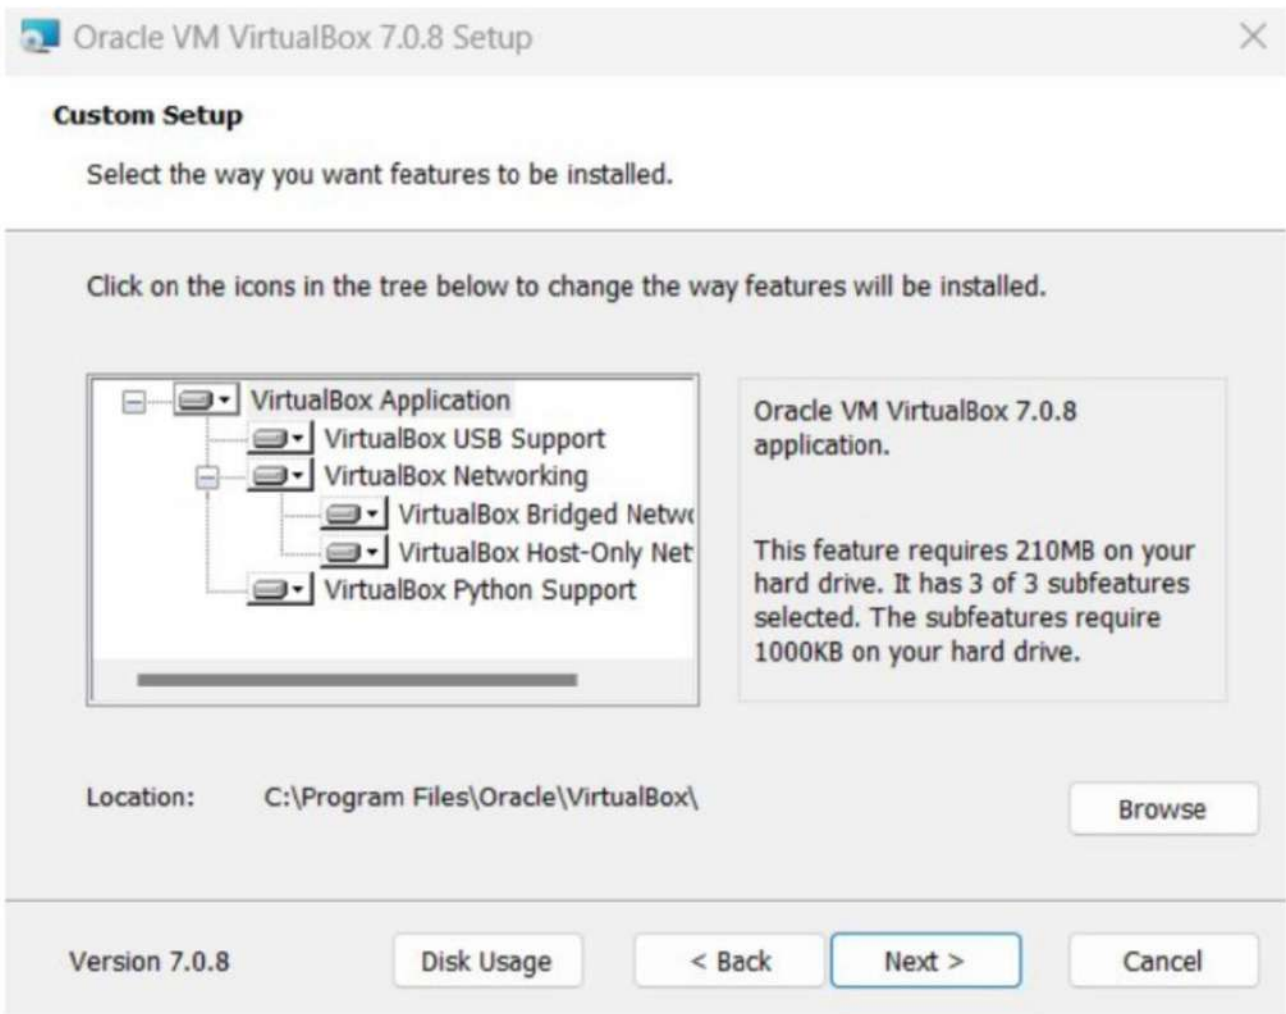 Oracle VM VirtualBox 7.0.8 Setup
Custom Setup
Select the way you want features to be installed.
Click on the icons in the tree below to change the way features will be installed.
VirtualBox Application
VirtualBox USB Support
VirtualBox Networking
VirtualBox Bridged Netwo
VirtualBox Host-Only Net
VirtualBox Python Support
Oracle VM VirtualBox 7.0.8
application.
This feature requires 210MB on your
hard drive. It has 3 of 3 subfeatures
selected. The subfeatures require
1000KB on your hard drive.
Location: C:\Program Files\Oracle\VirtualBox\
Browse
Version 7.0.8 Disk Usage < Back Next > Cancel